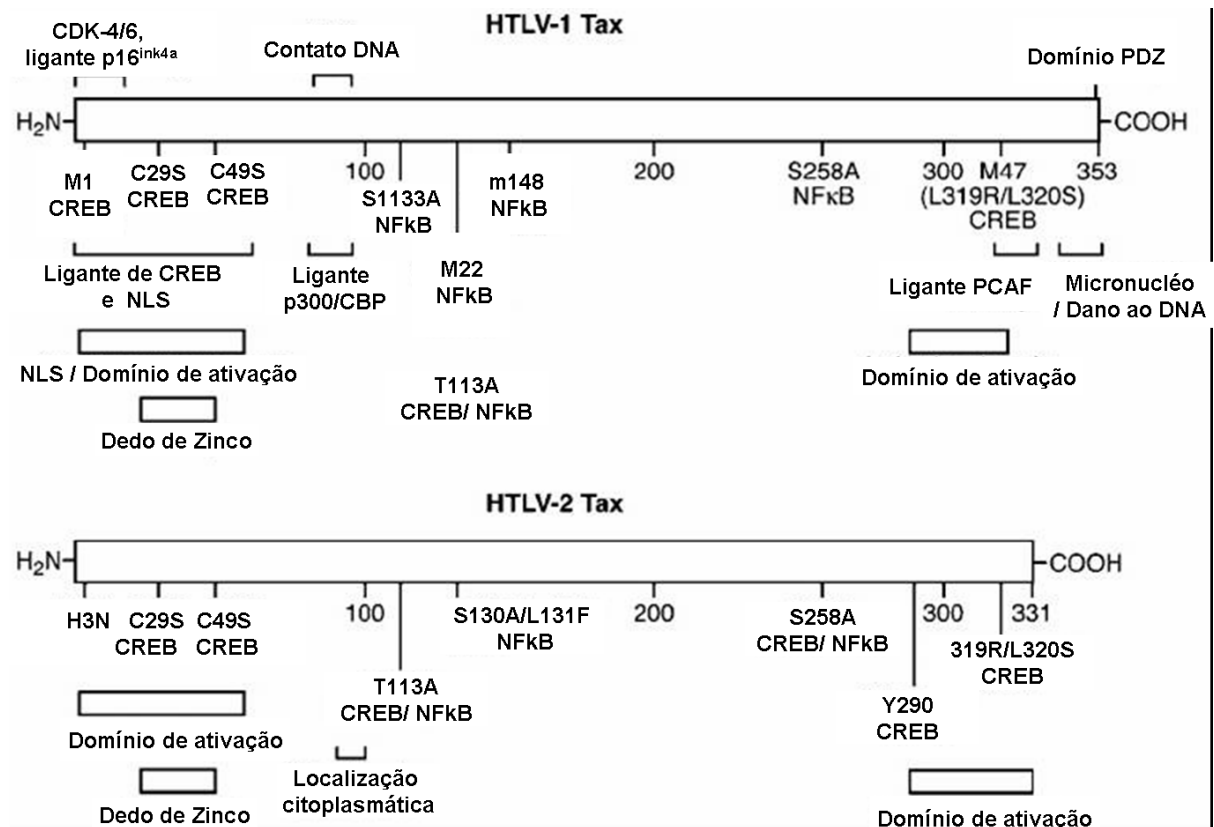 HTLV-1 Tax
CDK-4/6,
ligante p16ink4a
Contato DNA
Domínio PDZ
H2N
COOH
M1
CREB
C29S
CREB
C49S
CREB
100
S1133A
NFkB
m148
NFkB
200
S258A
NFκB
300 M47
(L319R/L320S)
CREB
353
Ligante de CREB
e NLS
Ligante
p300/CBP
M22
NFkB
Ligante PCAF
Micronucléo
/ Dano ao DNA
NLS / Domínio de ativação
Dedo de Zinco
T113A
CREB/ NFkB
Domínio de ativação
HTLV-2 Tax
H2N
COOH
H3N
C29S
CREB
C49S
CREB
100
T113A
CREB/ NFkB
S130A/L131F
NFkB
200
S258A
CREB/ NFkB
300
331
319R/L320S
CREB
Y290
CREB
Domínio de ativação
Dedo de Zinco
Localização
citoplasmática
Domínio de ativação